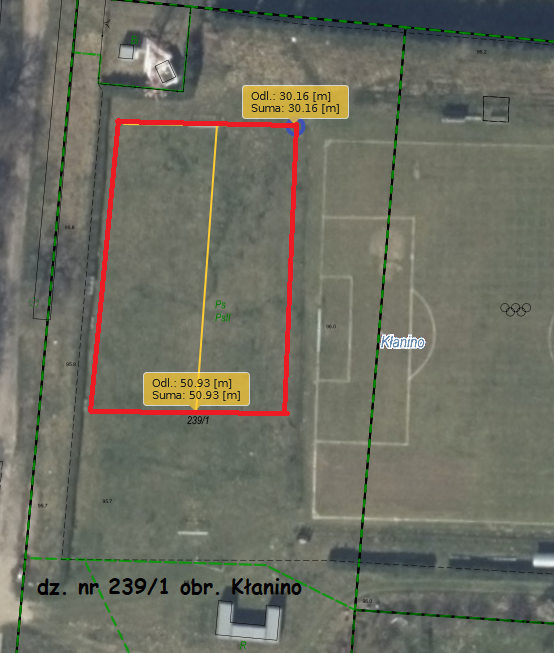 Odl.: 30.16 [m]
Suma: 30.16 [m]
Ps
Kłanino
Odl.: 50.93 [m]
Suma: 50.93 [m]
239/1
dz. nr 239/1 obr. Kłanino